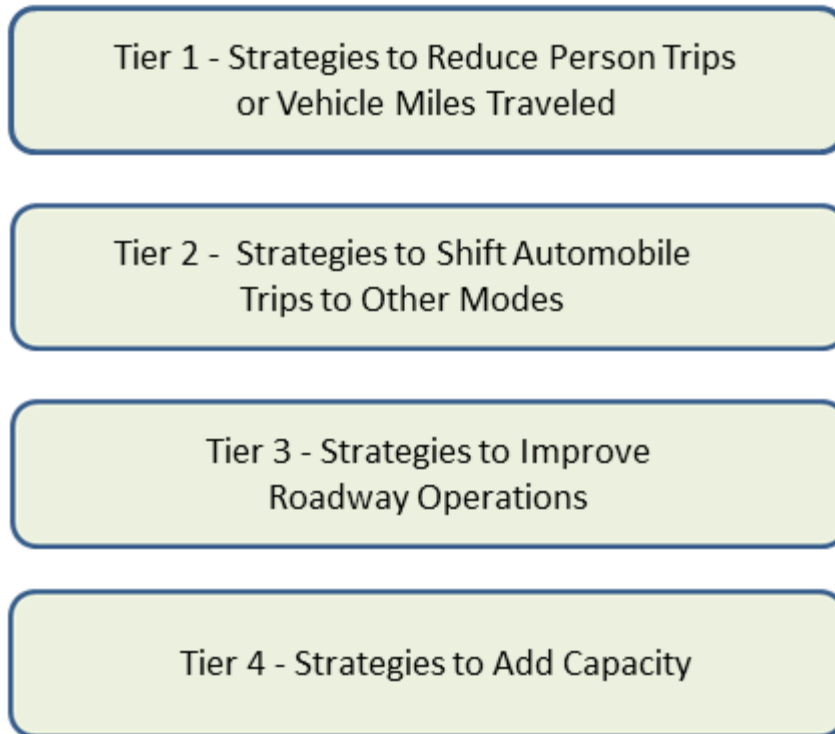 Tier 1 - Strategies to Reduce Person Trips
or Vehicle Miles Traveled
Tier 2 - Strategies to Shift Automobile
Trips to Other Modes
Tier 3 - Strategies to Improve
Roadway Operations
Tier 4 - Strategies to Add Capacity